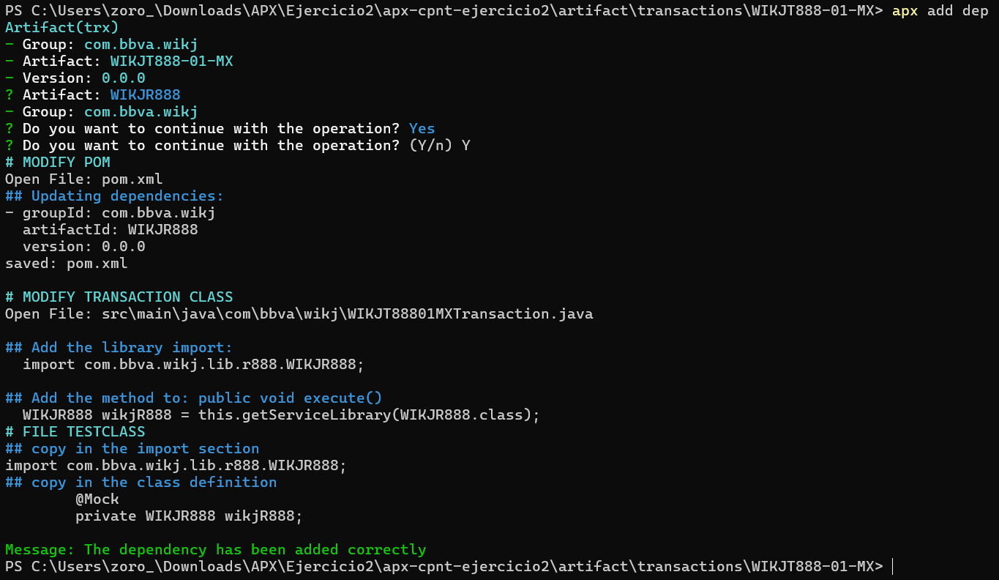 PS C:\Users\zoro_\Downloads\APX\Ejercicio2\apx-cpnt-ejercicio2\artifact\transactions\WIKJT888-01-MX> apx add dep
Artifact(trx)
- Group: com.bbva.wikj
- Artifact: WIKJT888-01-MX
- Version: 0.0.0
? Artifact: WIKJR888
- Group: com.bbva.wikj
? Do you want to continue with the operation? Yes
? Do you want to continue with the operation? (Y/n) Y
# MODIFY POM
Open File: pom.xml
## Updating dependencies:
- groupId: com.bbva.wikj
  artifactId: WIKJR888
  version: 0.0.0
saved: pom.xml

# MODIFY TRANSACTION CLASS
Open File: src\main\java\com\bbva\wikj\WIKJT88801MXTransaction.java

## Add the library import:
  import com.bbva.wikj.lib.r888.WIKJR888;

## Add the method to: public void execute()
  WIKJR888 wikjR888 = this.getServiceLibrary(WIKJR888.class);
# FILE TESTCLASS
## copy in the import section
import com.bbva.wikj.lib.r888.WIKJR888;
## copy in the class definition
        @Mock
        private WIKJR888 wikjR888;

Message: The dependency has been added correctly
PS C:\Users\zoro_\Downloads\APX\Ejercicio2\apx-cpnt-ejercicio2\artifact\transactions\WIKJT888-01-MX>